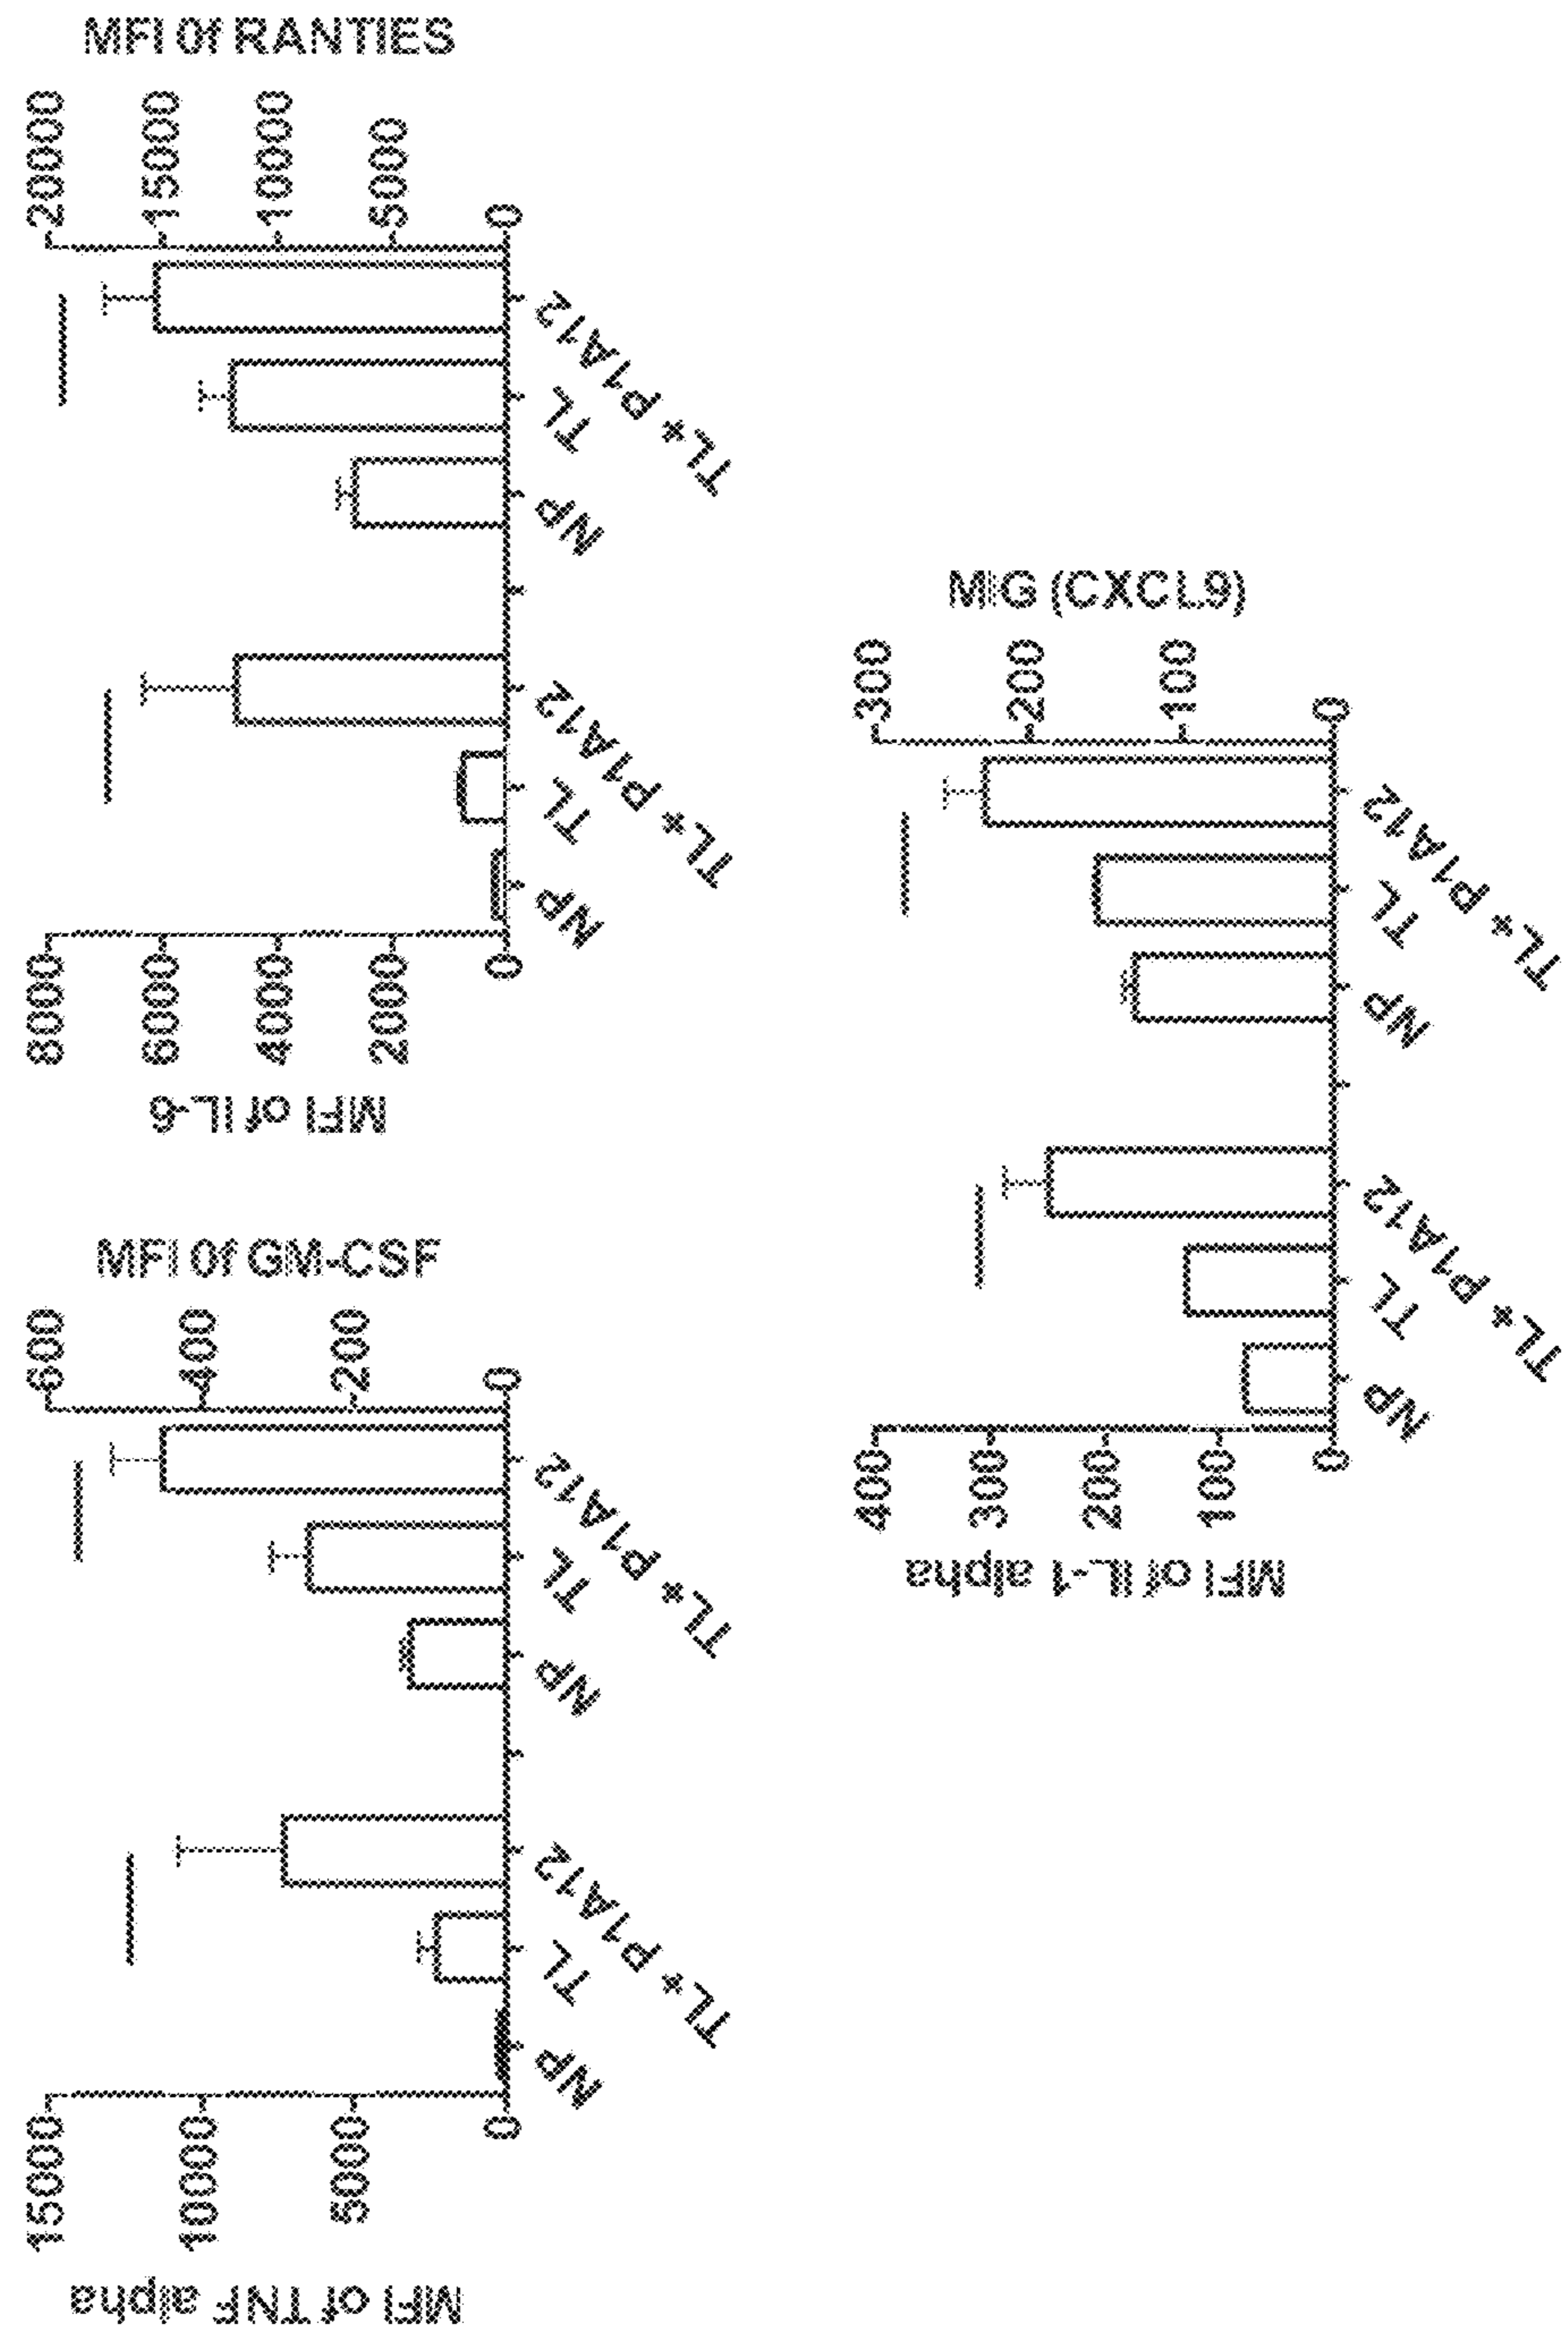 MFI of TNF alpha
15000
10000
5000
0
NP
TL
TL+ P1A12
NP
TL
TL+ P1A12
600
400
200
0
MFI 0f GM-CSF
MFI of IL-6
8000
6000
4000
2000
0
NP
TL
TL+ P1A12
NP
TL
TL+ P1A12
20000
15000
10000
5000
0
MFI 0f RANTIES
MFI of IL-1 alpha
400
300
200
100
0
NP
TL
TL+ P1A12
NP
TL
TL+ P1A12
300
200
100
0
MIG (CXCL9)